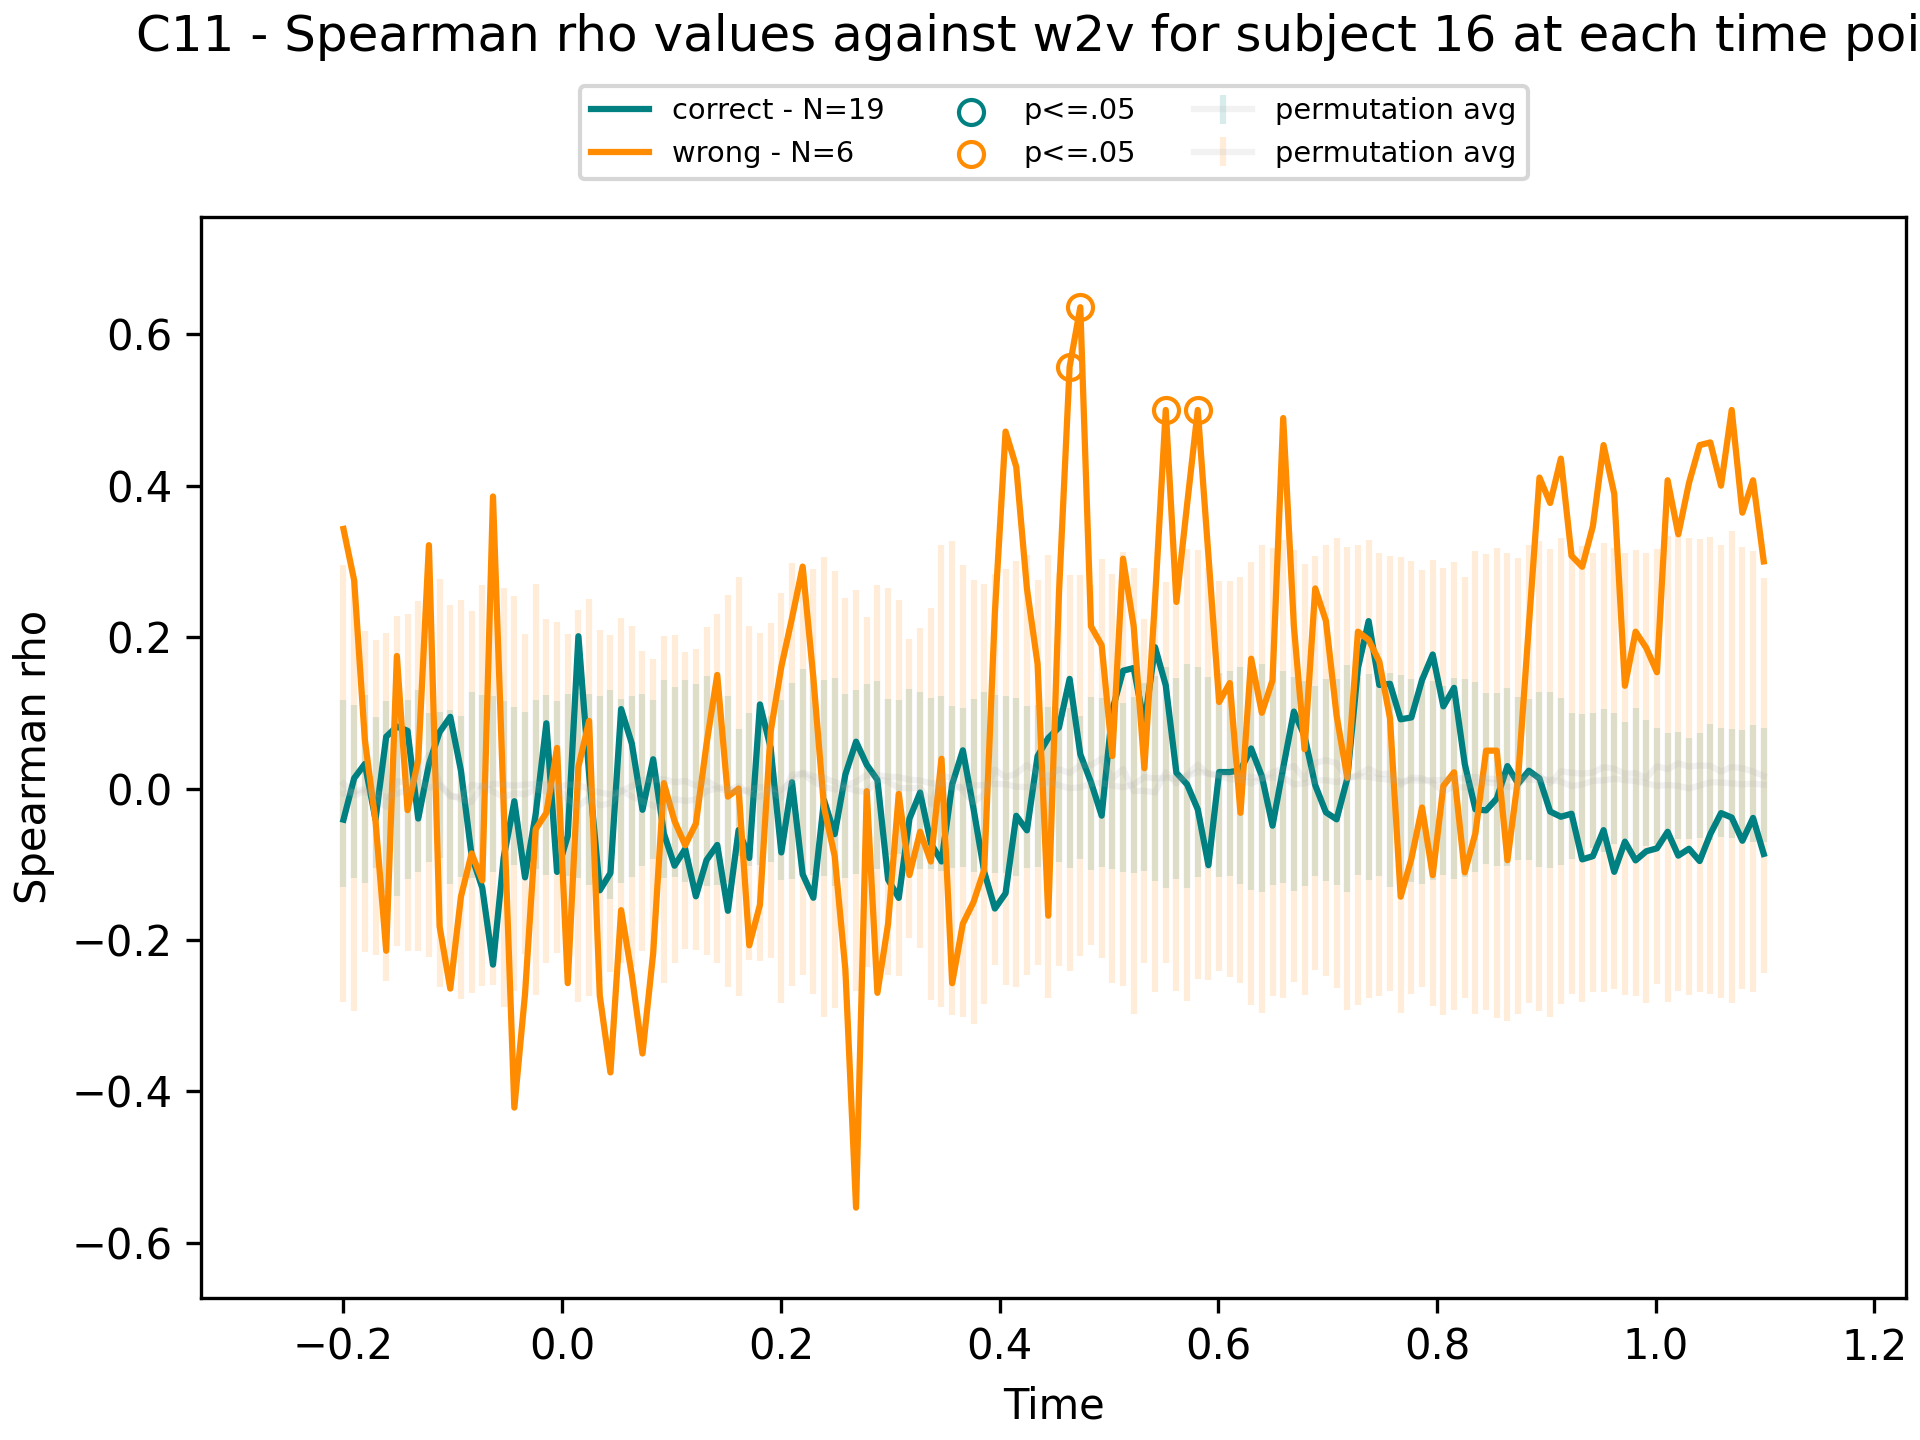 C11 - Spearman rho values against w2v for subject 16 at each time poi
correct - N=19
wrong - N=6
p<=.05
p<=.05
permutation avg
permutation avg
Spearman rho
0.6
0.4
0.2
0.0
−0.2
−0.4
−0.6
−0.2 0.0 0.2 0.4 0.6 0.8 1.0 1.2
Time